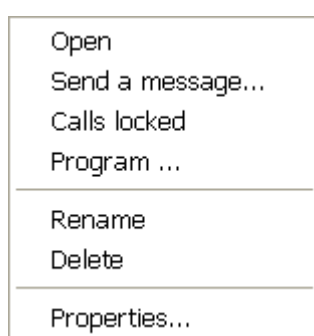 Open
Send a message...
Calls locked
Program ...
Rename
Delete
Properties...